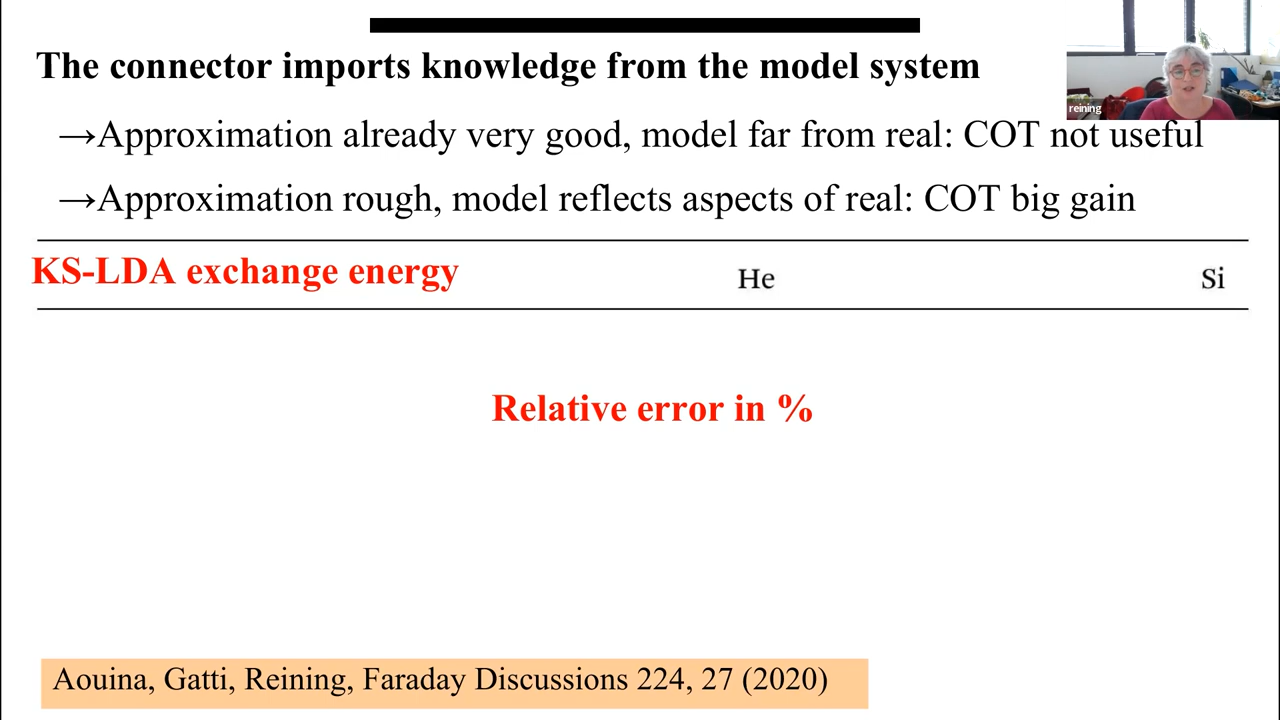 The connector imports knowledge from the model system
reining
→Approximation already very good, model far from real: COT not useful
→Approximation rough, model reflects aspects of real: COT big gain
KS-LDA exchange energy He Si
Relative error in %
Aouina, Gatti, Reining, Faraday Discussions 224, 27 (2020)